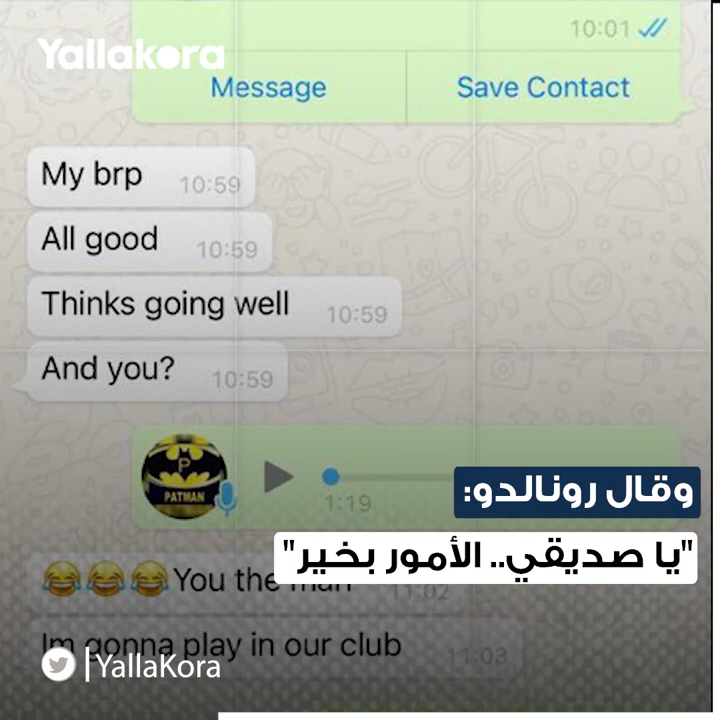 10:01
Yallakora
Message
Save Contact
My brp 10:59
All good 10:59
Thinks going well 10:59
And you? 10:59
P
PATMAN
1:19
وقال رونالدو:
"يا صديقي.. الأمور بخير"
😂😂😂You the man 11:02
Im gonna play in our club 11:03
|YallaKora